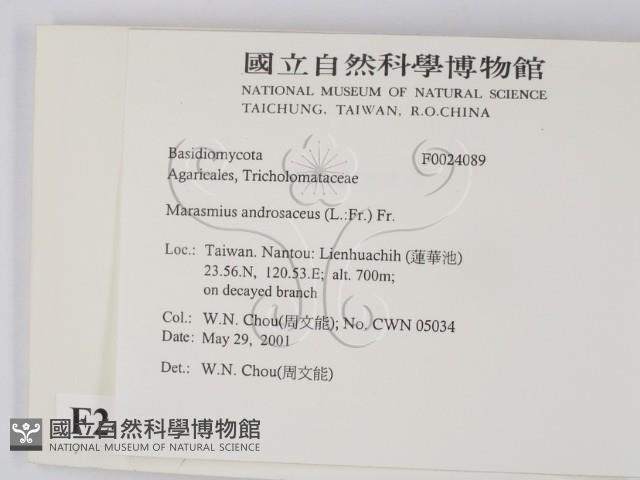 國立自然科學博物館
NATIONAL MUSEUM OF NATURAL SCIENCE
TAICHUNG, TAIWAN, R.O.CHINA
Basidiomycota F0024089
Agaricales, Tricholomataceae
Marasmius androsaceus (L.:Fr.) Fr.
Loc.: Taiwan. Nantou: Lienhuachih (蓮華池)
23.56.N, 120.53.E; alt. 700m;
on decayed branch
Col.: W.N. Chou(周文能); No. CWN 05034
Date: May 29, 2001
Det.: W.N. Chou(周文能)
F2
國立自然科學博物館
NATIONAL MUSEUM OF NATURAL SCIENCE